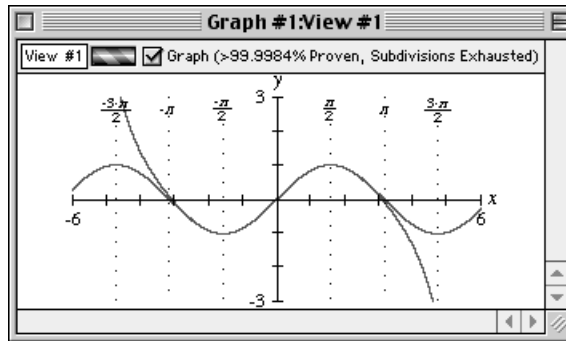 Graph #1:View #1
View #1 Graph (>99.9984% Proven, Subdivisions Exhausted)
y
3
-3·π/2 -π -π/2 π/2 π 3·π/2
x
-6 6
-3